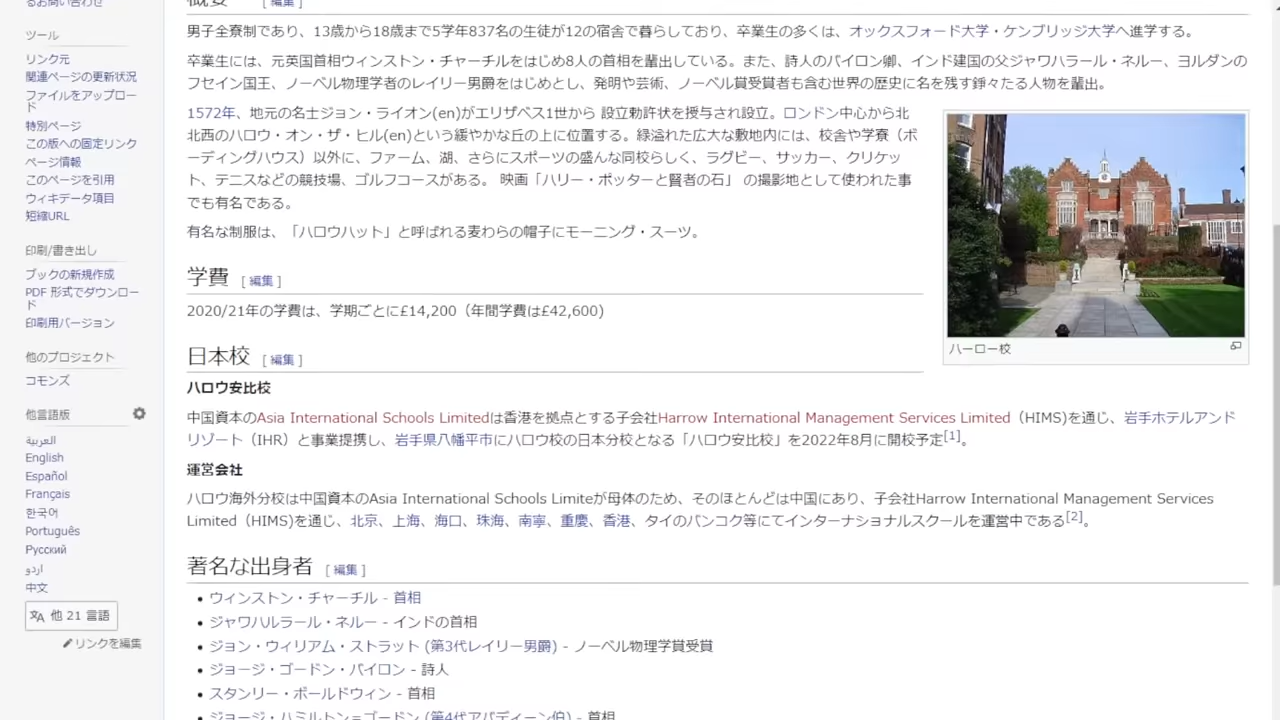 るお問い合わせ
ツール
リンク元
関連ページの更新状況
ファイルをアップロー
ド
特別ページ
この版への固定リンク
ページ情報
このページを引用
ウィキデータ項目
短縮URL
印刷/書き出し
ブックの新規作成
PDF 形式でダウンロー
ド
印刷用バージョン
他のプロジェクト
コモンズ
他言語版
العربية
English
Español
Français
한국어
Português
Русский
اردو
中文
他 21 言語
リンクを編集
概要 [ 編集 ]
男子全寮制であり、13歳から18歳まで5学年837名の生徒が12の宿舎で暮らしており、卒業生の多くは、オックスフォード大学・ケンブリッジ大学へ進学する。
卒業生には、元英国首相ウィンストン・チャーチルをはじめ8人の首相を輩出している。また、詩人のバイロン卿、インド建国の父ジャワハラール・ネルー、ヨルダンの
フセイン国王、ノーベル物理学者のレイリー男爵をはじめとし、発明や芸術、ノーベル賞受賞者も含む世界の歴史に名を残す錚々たる人物を輩出。
1572年、地元の名士ジョン・ライオン(en)がエリザベス1世から 設立勅許状を授与され設立。ロンドン中心から北
北西のハロウ・オン・ザ・ヒル(en)という緩やかな丘の上に位置する。緑溢れた広大な敷地内には、校舎や学寮（ボ
ーディングハウス）以外に、ファーム、湖、さらにスポーツの盛んな同校らしく、ラグビー、サッカー、クリケッ
ト、テニスなどの競技場、ゴルフコースがある。 映画「ハリー・ポッターと賢者の石」 の撮影地として使われた事
でも有名である。
有名な制服は、「ハロウハット」と呼ばれる麦わらの帽子にモーニング・スーツ。
ハーロー校
学費 [ 編集 ]
2020/21年の学費は、学期ごとに£14,200（年間学費は£42,600)
日本校 [ 編集 ]
ハロウ安比校
中国資本のAsia International Schools Limitedは香港を拠点とする子会社Harrow International Management Services Limited（HIMS)を通じ、岩手ホテルアンド
リゾート（IHR）と事業提携し、岩手県八幡平市にハロウ校の日本分校となる「ハロウ安比校」を2022年8月に開校予定[1]。
運営会社
ハロウ海外分校は中国資本のAsia International Schools Limiteが母体のため、そのほとんどは中国にあり、子会社Harrow International Management Services
Limited（HIMS)を通じ、北京、上海、海口、珠海、南寧、重慶、香港、タイのバンコク等にてインターナショナルスクールを運営中である[2]。
著名な出身者 [ 編集 ]
ウィンストン・チャーチル - 首相
ジャワハルラール・ネルー - インドの首相
ジョン・ウィリアム・ストラット (第3代レイリー男爵) - ノーベル物理学賞受賞
ジョージ・ゴードン・バイロン - 詩人
スタンリー・ボールドウィン - 首相
ジョージ・ハミルトン=ゴードン (第4代アバディーン伯) - 首相